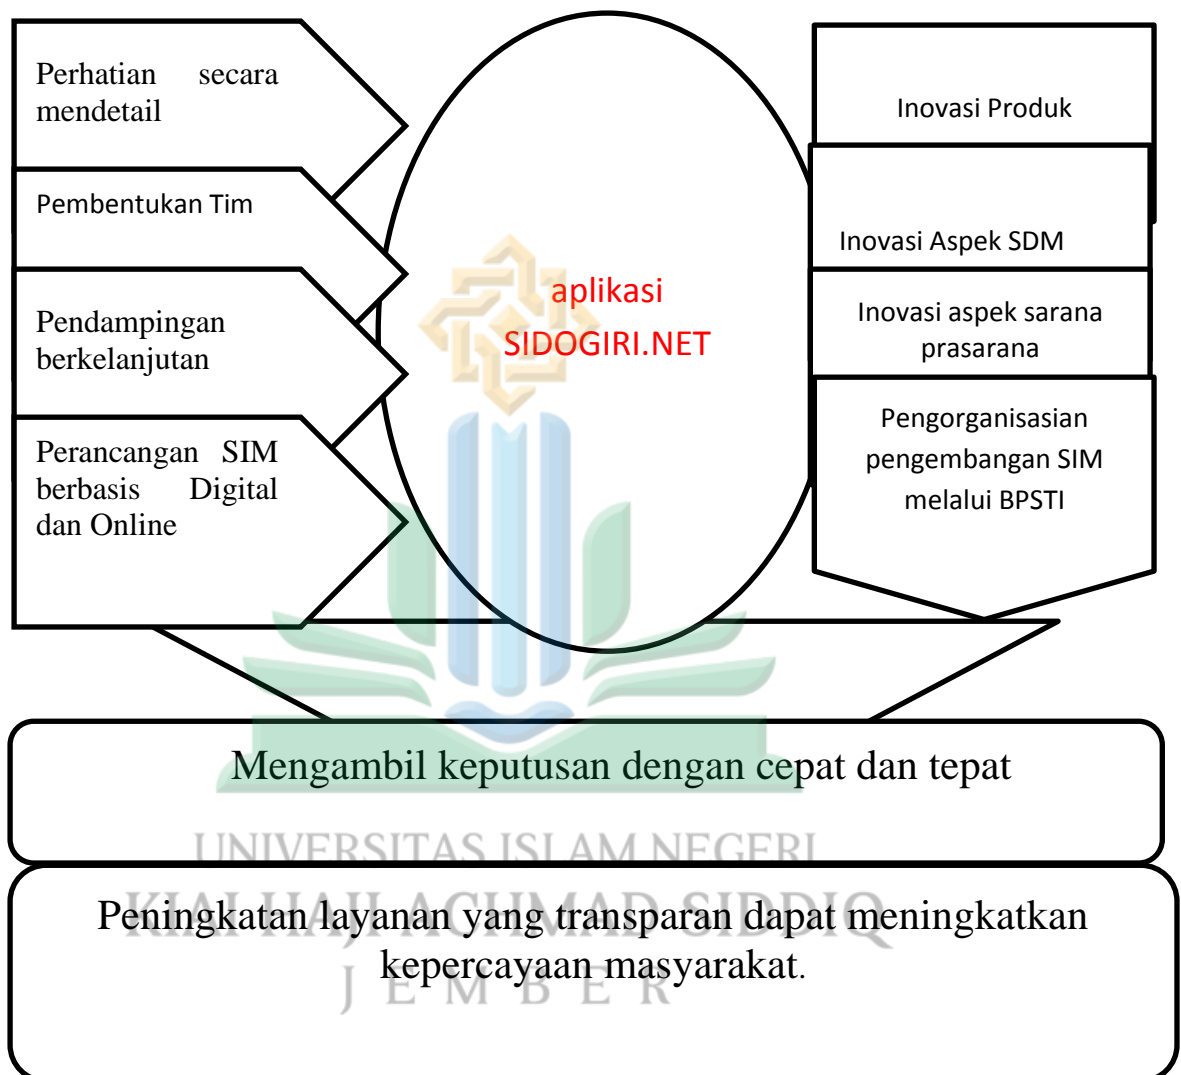 Perhatian secara
mendetail
Pembentukan Tim
Pendampingan
berkelanjutan
Perancangan SIM
berbasis Digital
dan Online
aplikasi
SIDOGIRI.NET
Inovasi Produk
Inovasi Aspek SDM
Inovasi aspek sarana
prasarana
Pengorganisasian
pengembangan SIM
melalui BPSTI
Mengambil keputusan dengan cepat dan tepat
UNIVERSITAS ISLAM NEGERI
Peningkatan layanan yang transparan dapat meningkatkan
KIAI HAJI ACHMAD SIDDIQ
kepercayaan masyarakat.
JEMBER